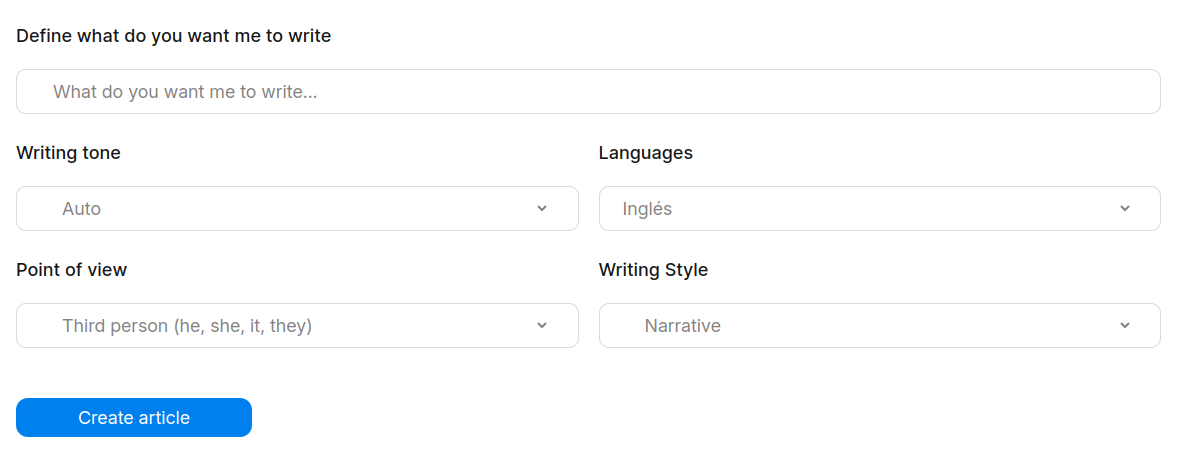 Define what do you want me to write
What do you want me to write...
Writing tone
Languages
Auto
Inglés
Point of view
Writing Style
Third person (he, she, it, they)
Narrative
Create article